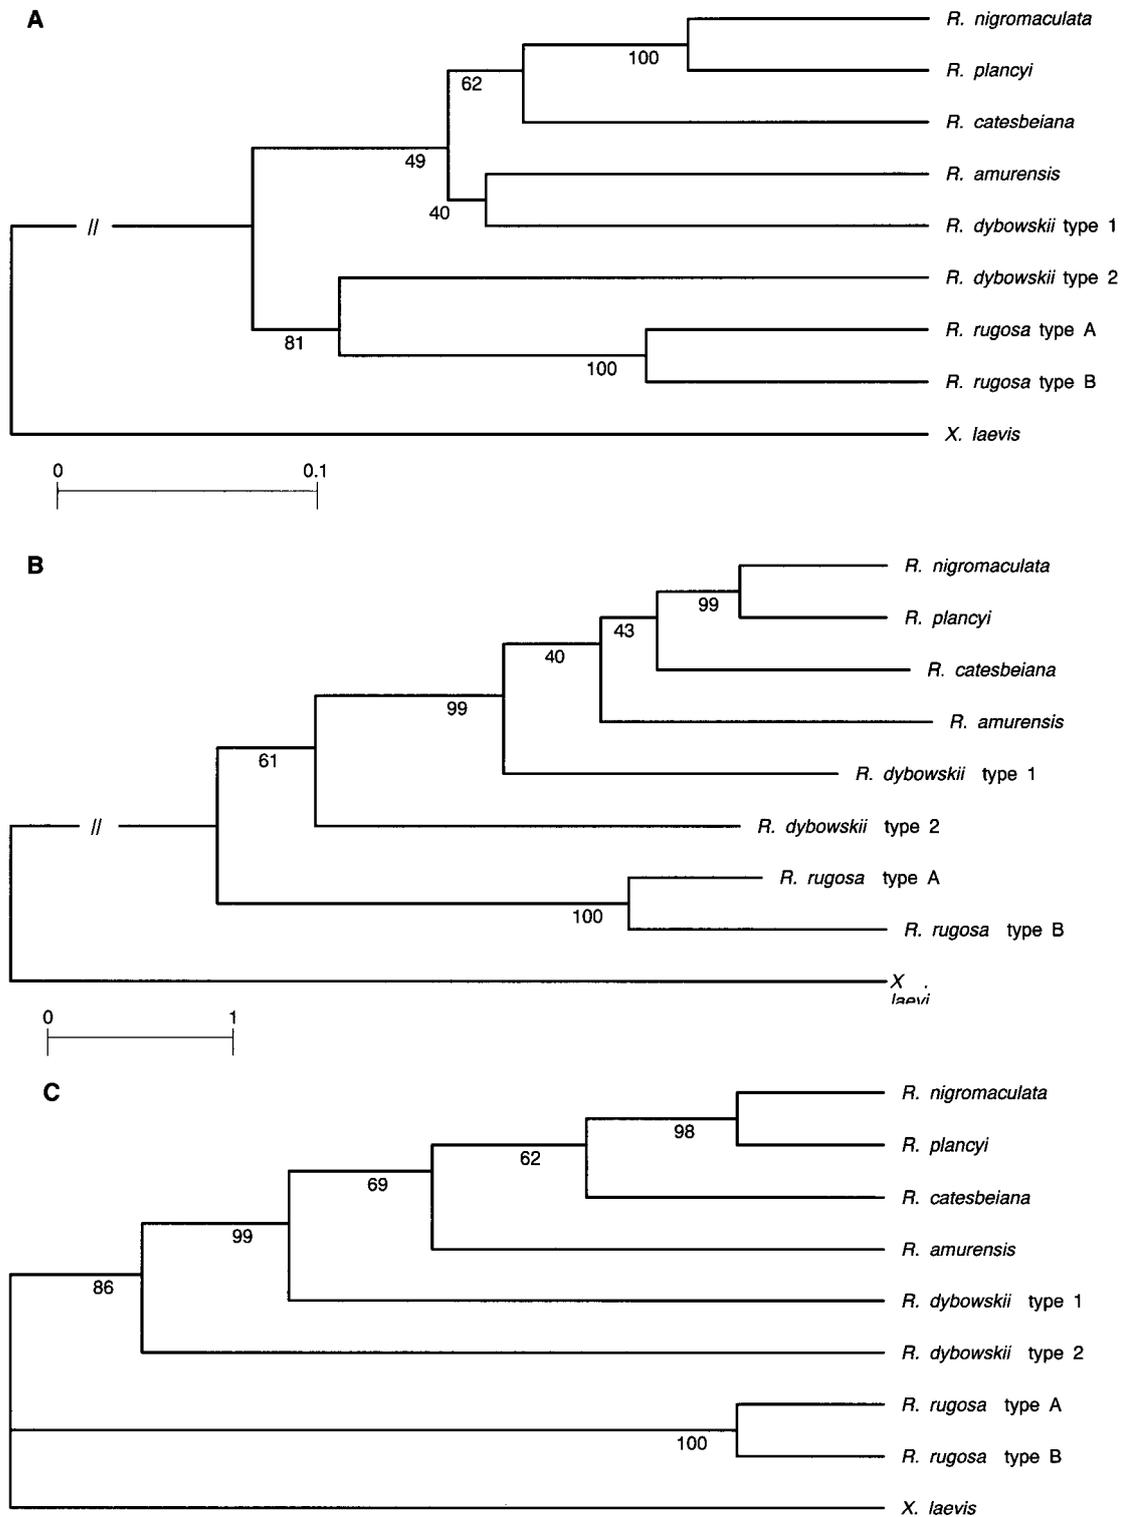 A
R. nigromaculata
100
R. plancyi
62
R. catesbeiana
49
R. amurensis
40
R. dybowskii type 1
//
R. dybowskii type 2
81
R. rugosa type A
100
R. rugosa type B
X. laevis
0 0.1
B
R. nigromaculata
99
R. plancyi
43
40
R. catesbeiana
99
R. amurensis
61
R. dybowskii type 1
//
R. dybowskii type 2
R. rugosa type A
100
R. rugosa type B
X .
laevi
0 1
C
R. nigromaculata
98
R. plancyi
62
69
R. catesbeiana
99
R. amurensis
86
R. dybowskii type 1
R. dybowskii type 2
R. rugosa type A
100
R. rugosa type B
X. laevis